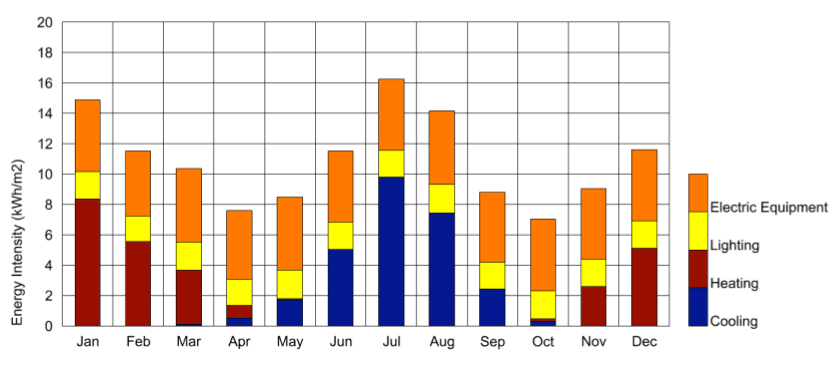 Energy Intensity (kWh/m2)
20
18
16
14
12
10
8
6
4
2
0
Jan Feb Mar Apr May Jun Jul Aug Sep Oct Nov Dec
Electric Equipment
Lighting
Heating
Cooling